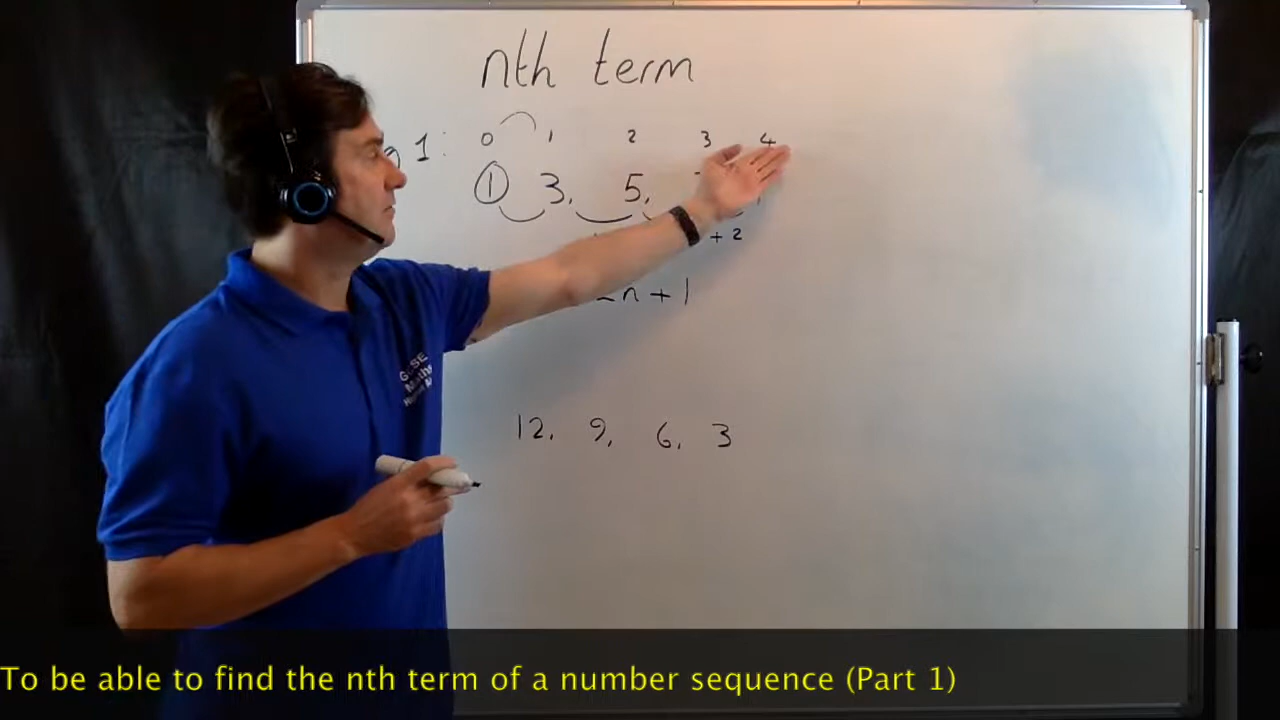 nth term
1: 0 1 2 3 4
1 3, 5,
+ 2
n + 1
12, 9, 6, 3
To be able to find the nth term of a number sequence (Part 1)